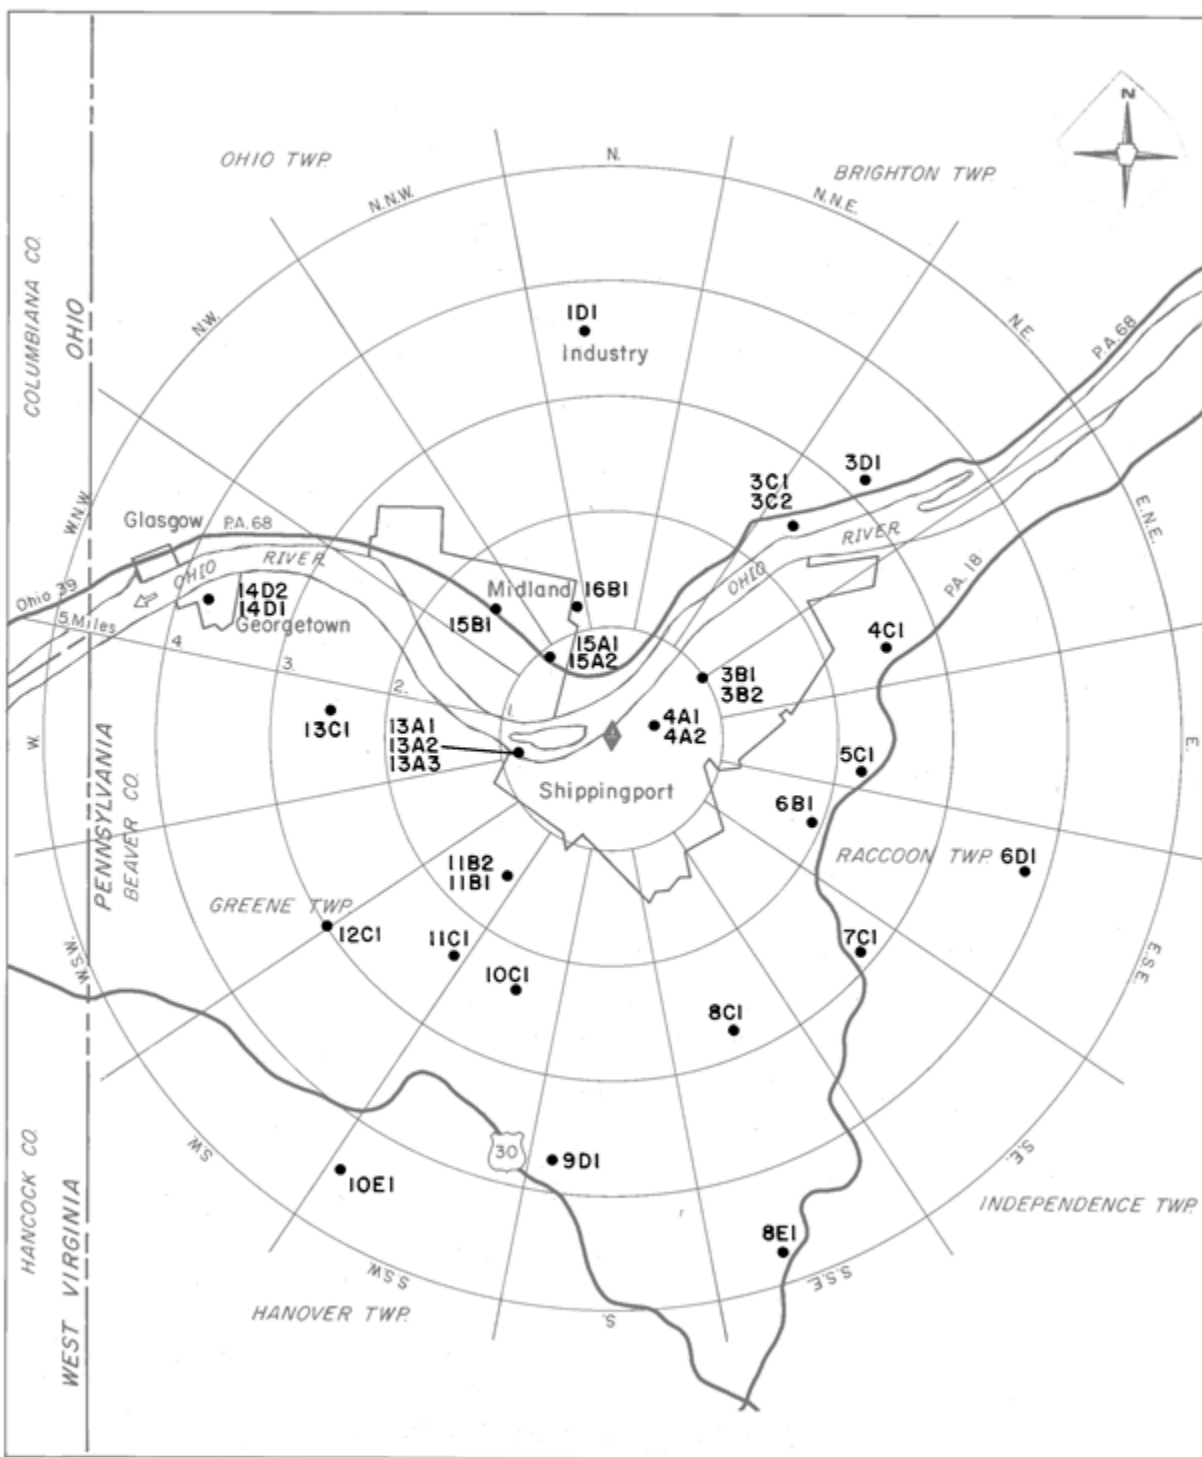 N
OHIO TWP.
N.
BRIGHTON TWP.
N.N.W.
N.N.E.
COLUMBIANA CO.
OHIO
N.W.
1D1
Industry
N.E.
P.A.68
3D1
3C1
3C2
W.N.W.
Glasgow
P.A.68
RIVER
OHIO
RIVER
OHIO
E.N.E.
P.A. 18
Ohio 39
14D2
14D1
Georgetown
5 Miles
4
3.
2.
1
Midland
16B1
15B1
15A1
15A2
4C1
3B1
3B2
W.
13C1
13A1
13A2
13A3
4A1
4A2
E.
5C1
Shippingport
6B1
PENNSYLVANIA
BEAVER CO.
11B2
11B1
RACCOON TWP.
6D1
GREENE TWP.
12C1
11C1
7C1
10C1
W.S.W.
E.S.E.
8C1
HANCOCK CO.
WEST VIRGINIA
S.W.
30
9D1
S.E.
10E1
INDEPENDENCE TWP.
8E1
S.S.W.
S.S.E.
HANOVER TWP.
S.